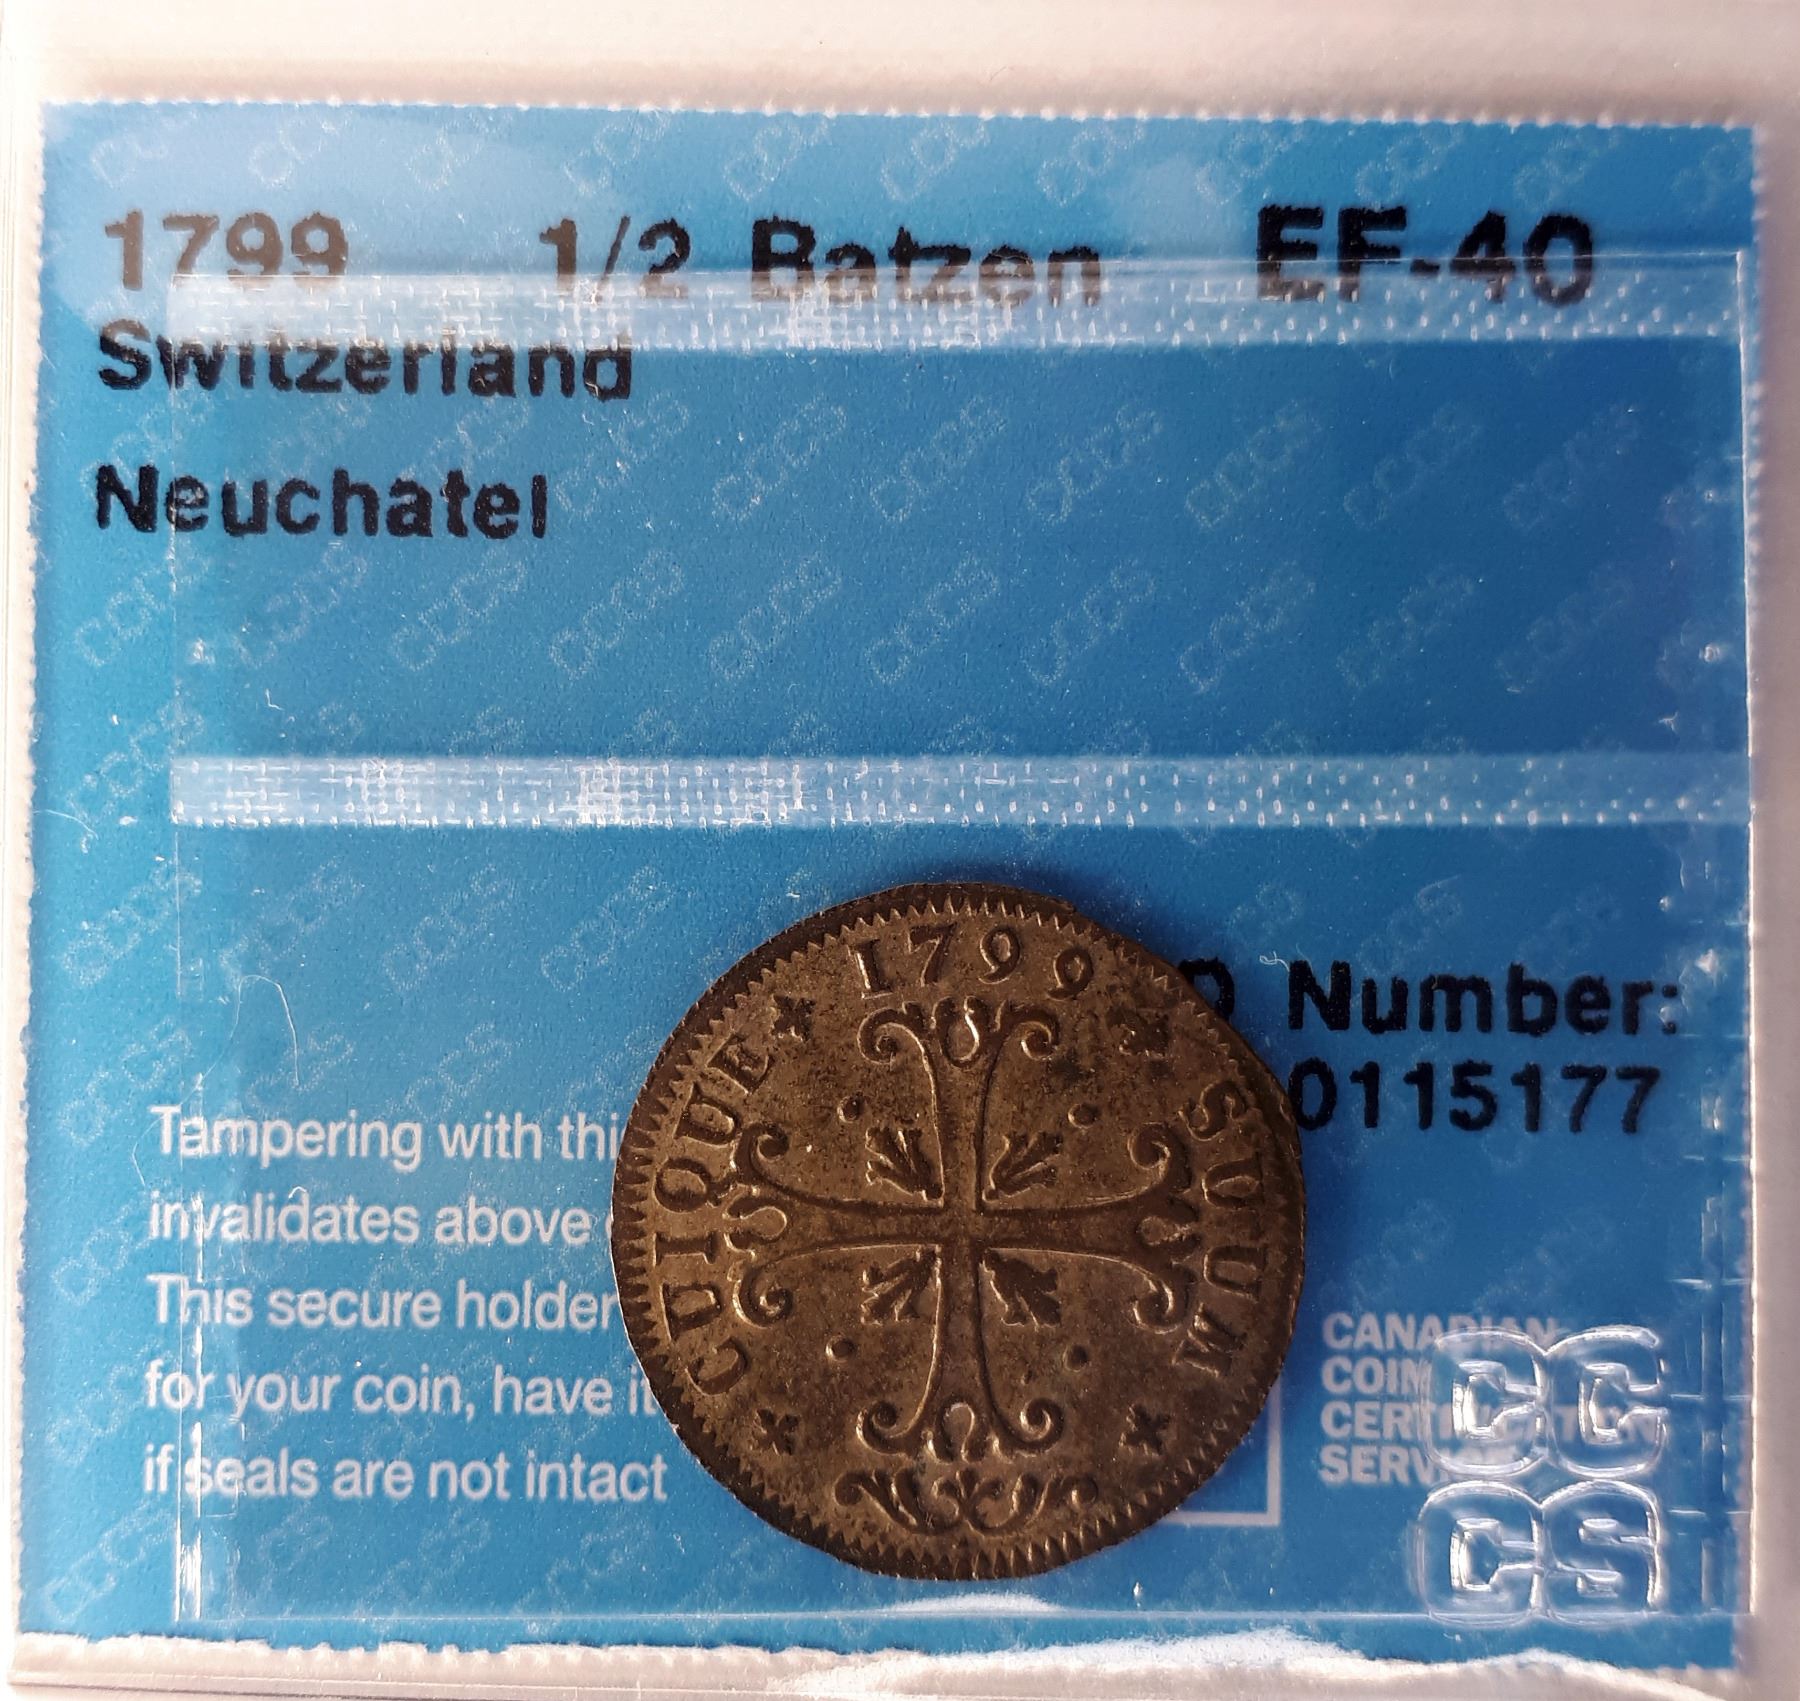 1799 1/2 Batzen EF-40
Switzerland
Neuchatel
Number:
0115177
Tampering with thi
invalidates above
This secure holder
for your coin, have it
if seals are not intact
CANADIAN
COIN
CERTIFICATION
SERV
CC
CS
1799
CUIQUE
SUUM